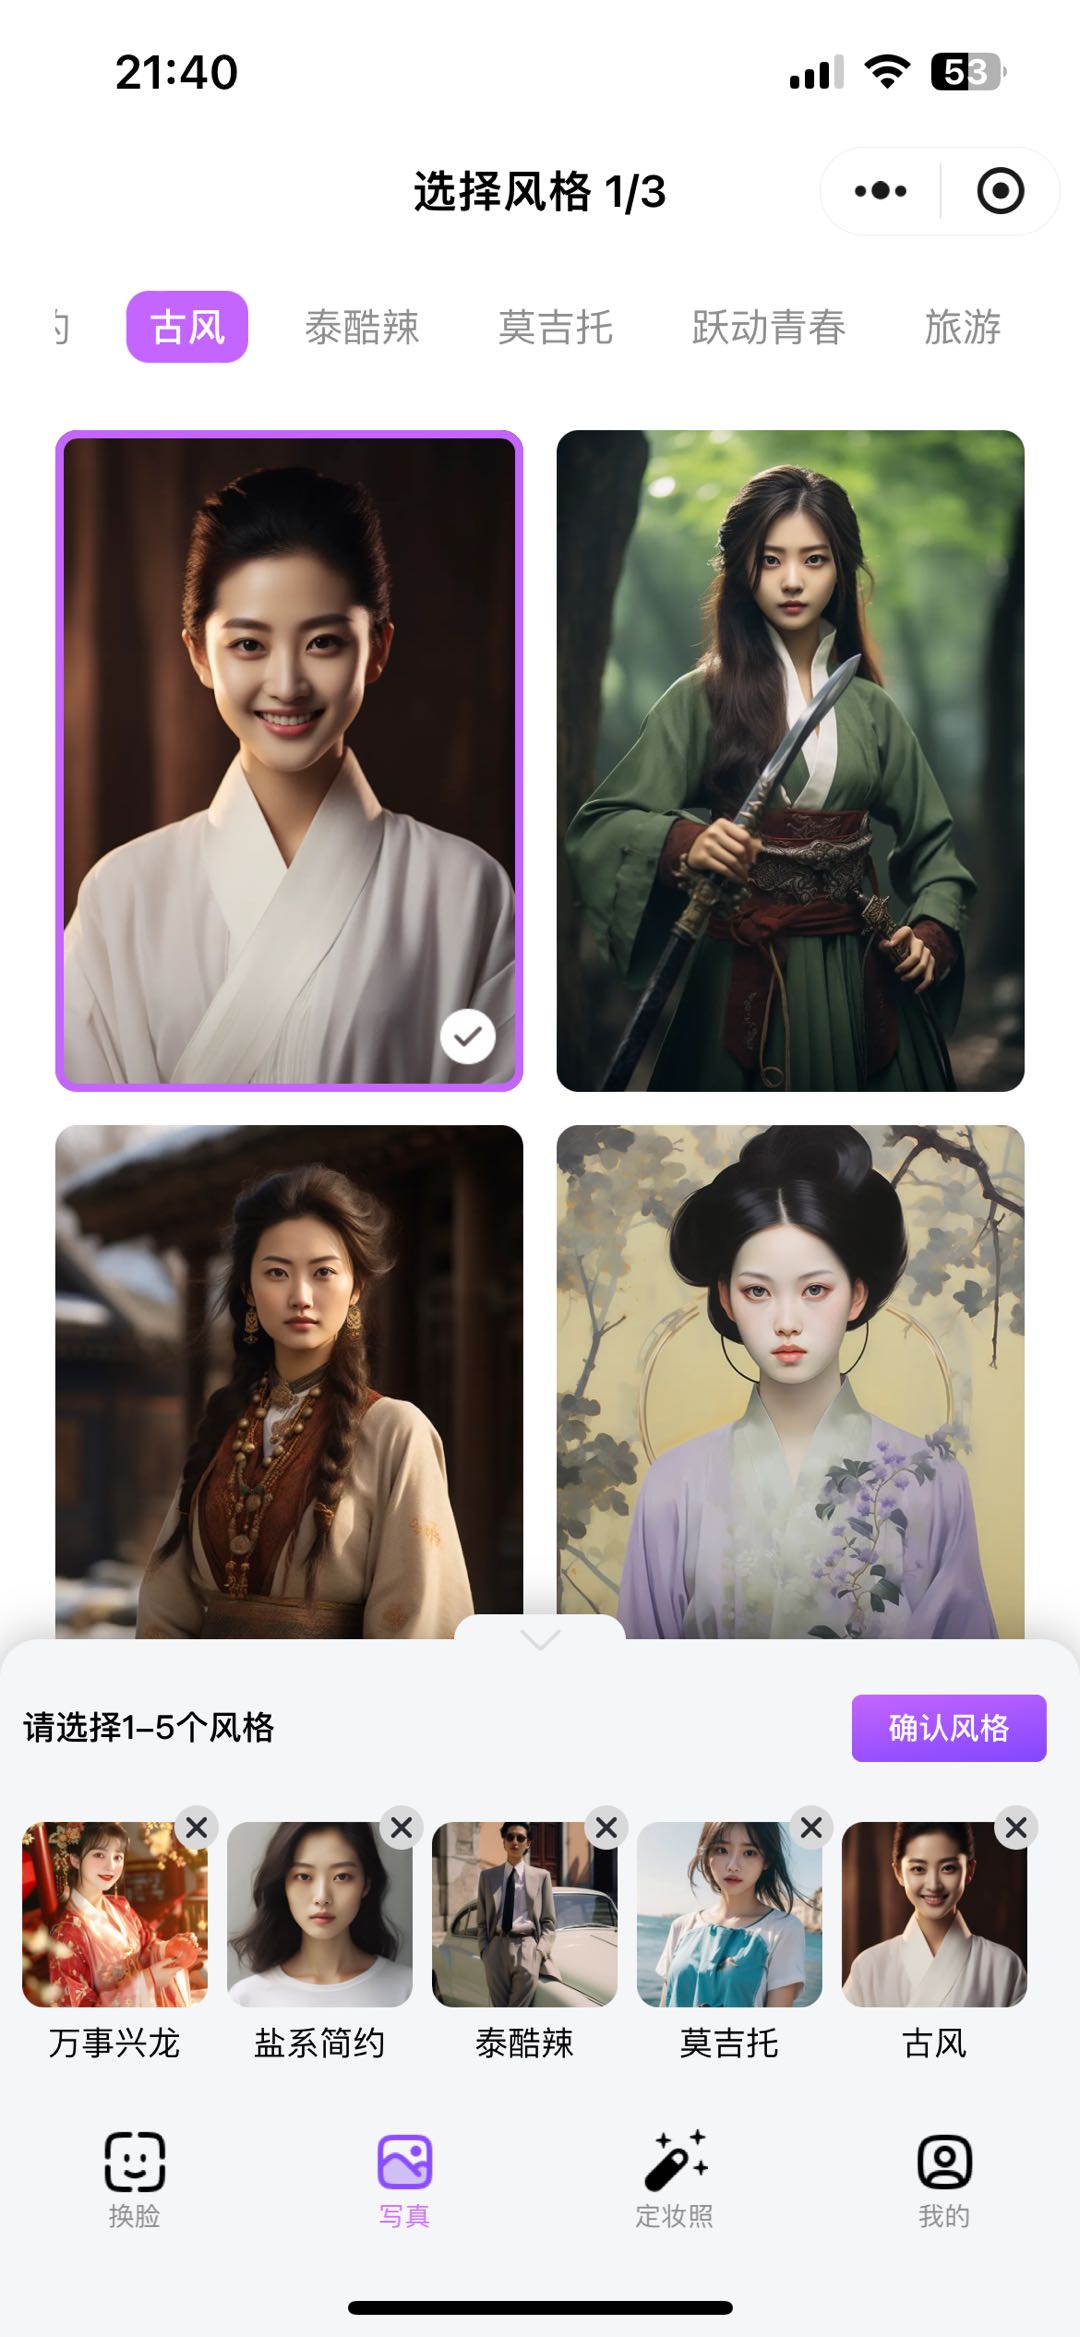 21:40
53
选择风格 1/3
古风
泰酷辣
莫吉托
跃动青春
旅游
请选择1-5个风格
确认风格
万事兴龙
盐系简约
泰酷辣
莫吉托
古风
换脸
写真
定妆照
我的